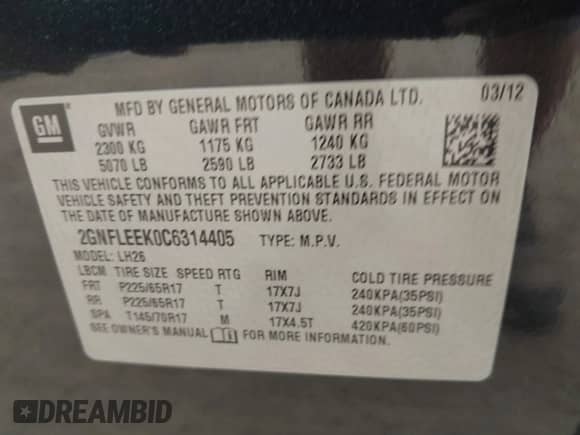 GM
MFD BY GENERAL MOTORS OF CANADA LTD. 03/12
GVWR GAWR FRT GAWR RR
2300 KG 1175 KG 1240 KG
5070 LB 2590 LB 2733 LB
THIS VEHICLE CONFORMS TO ALL APPLICABLE U.S. FEDERAL MOTOR
VEHICLE SAFETY AND THEFT PREVENTION STANDARDS IN EFFECT ON THE DATE
OF MANUFACTURE SHOWN ABOVE.
2GNFLEEK0C6314405 TYPE: M.P.V.
MODEL: LH26
LBCM TIRE SIZE SPEED RTG RIM COLD TIRE PRESSURE
FRT P225/65R17 T 17X7J 240KPA(35PSI)
RR P225/65R17 T 17X7J 240KPA(35PSI)
SPA T145/70R17 M 17X4.5T 420KPA(60PSI)
SEE OWNER'S MANUAL i FOR MORE INFORMATION.
DREAMBID